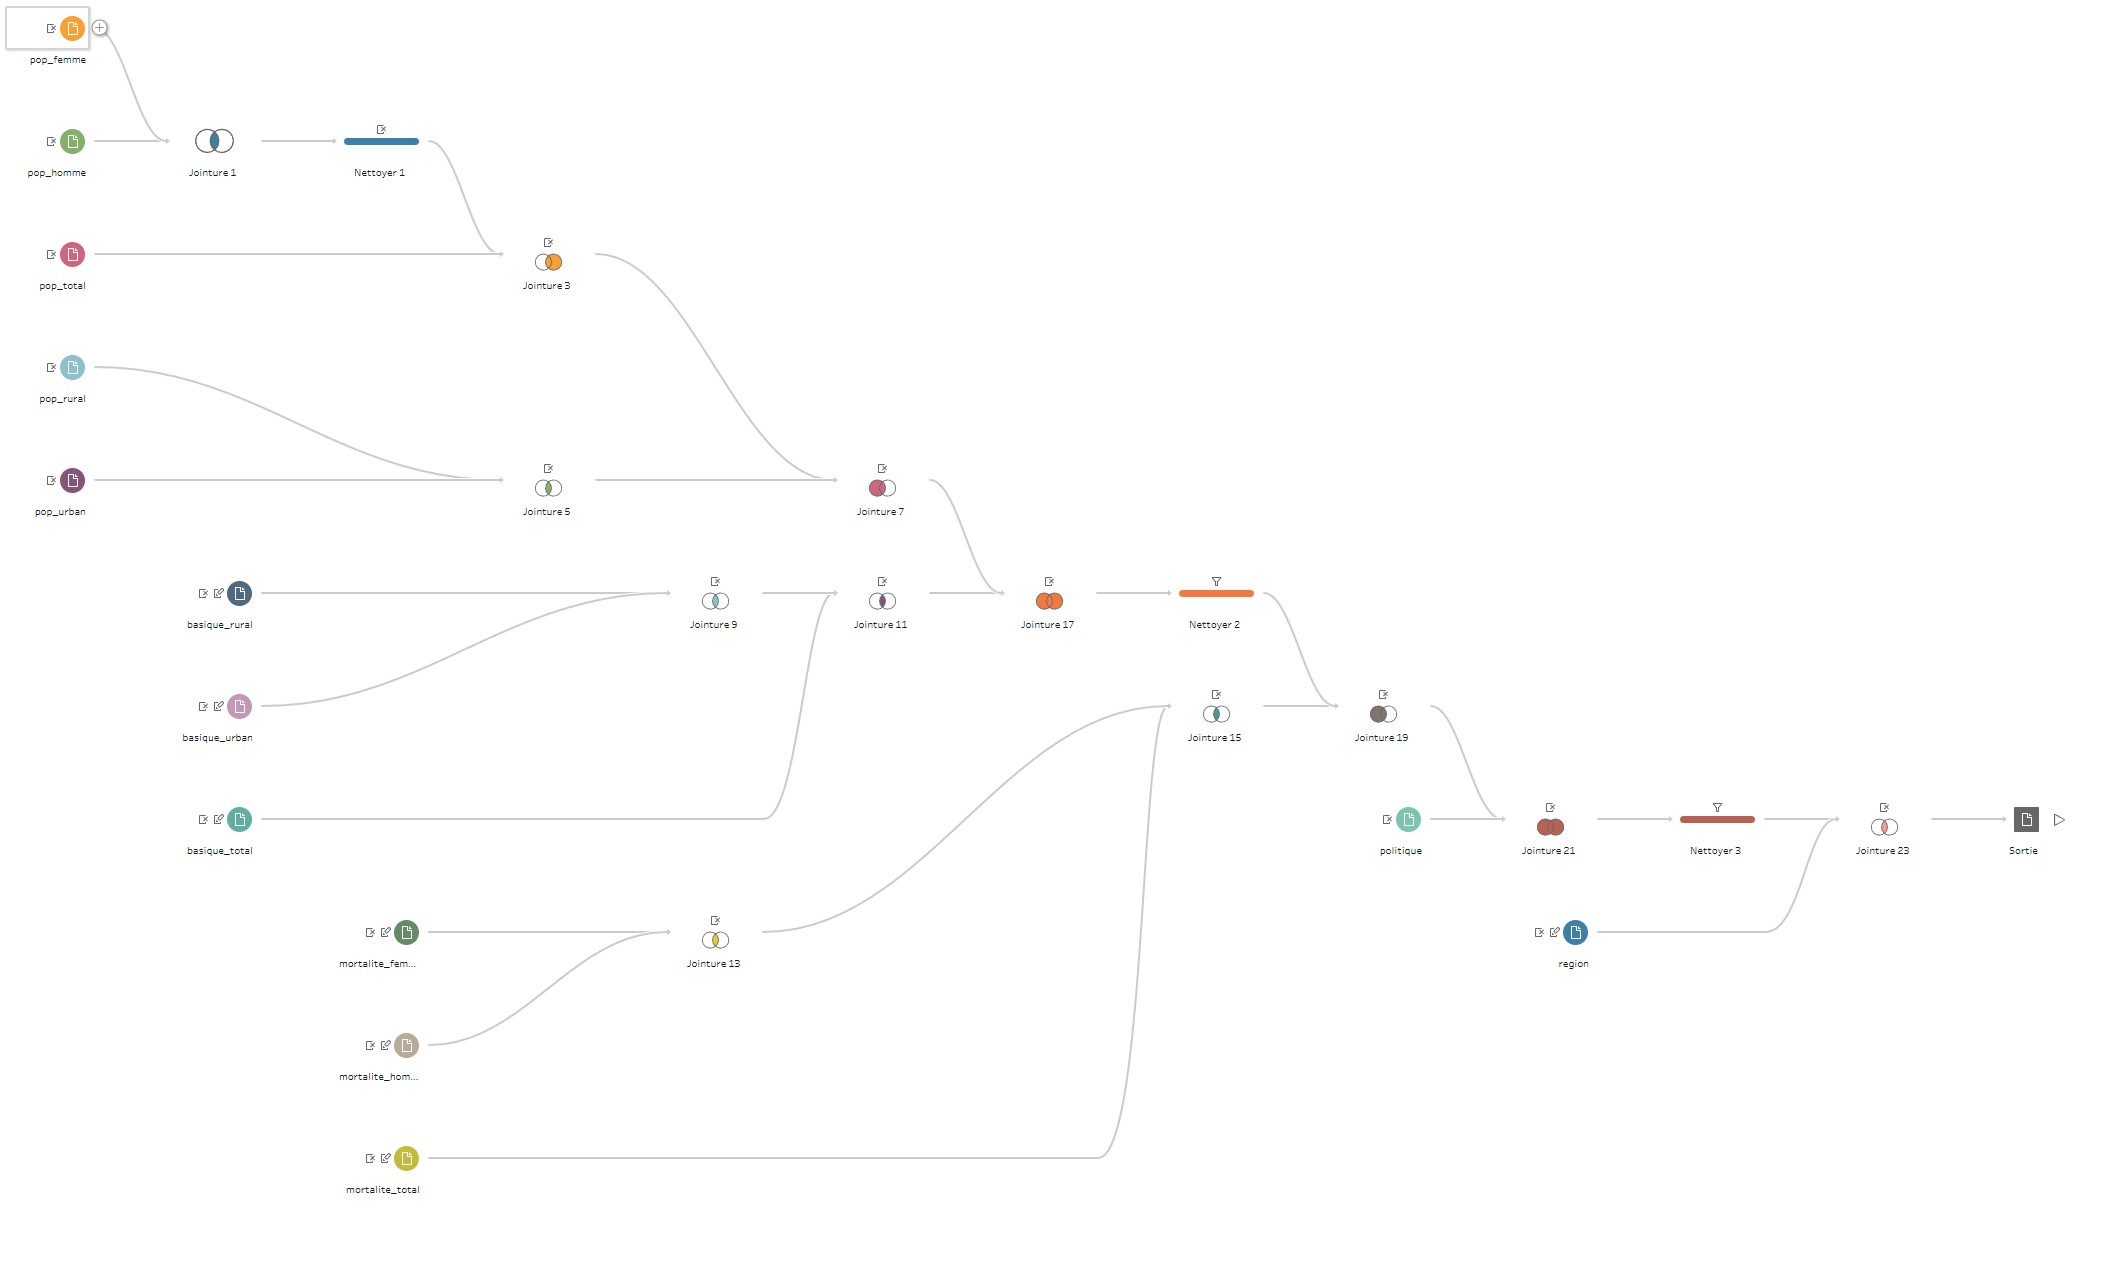 pop_femme
pop_homme
Jointure 1
Nettoyer 1
pop_total
Jointure 3
pop_rural
pop_urban
Jointure 5
Jointure 7
basique_rural
Jointure 9
Jointure 11
Jointure 17
Nettoyer 2
basique_urban
Jointure 15
Jointure 19
basique_total
politique
Jointure 21
Nettoyer 3
Jointure 23
Sortie
mortalite_fem...
Jointure 13
region
mortalite_hom...
mortalite_total